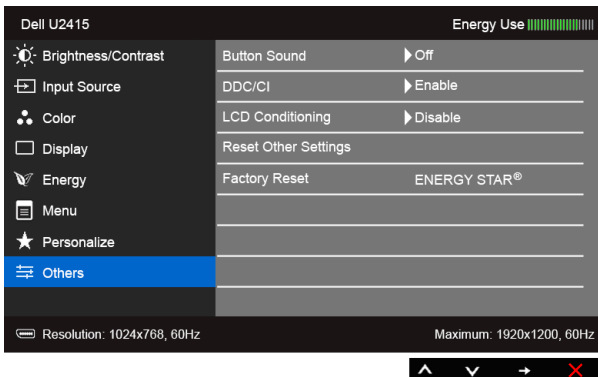 Dell U2415 Energy Use
Brightness/Contrast Button Sound Off
Input Source DDC/CI Enable
Color LCD Conditioning Disable
Display Reset Other Settings
Energy Factory Reset ENERGY STAR®
Menu
Personalize
Others
Resolution: 1024x768, 60Hz Maximum: 1920x1200, 60Hz